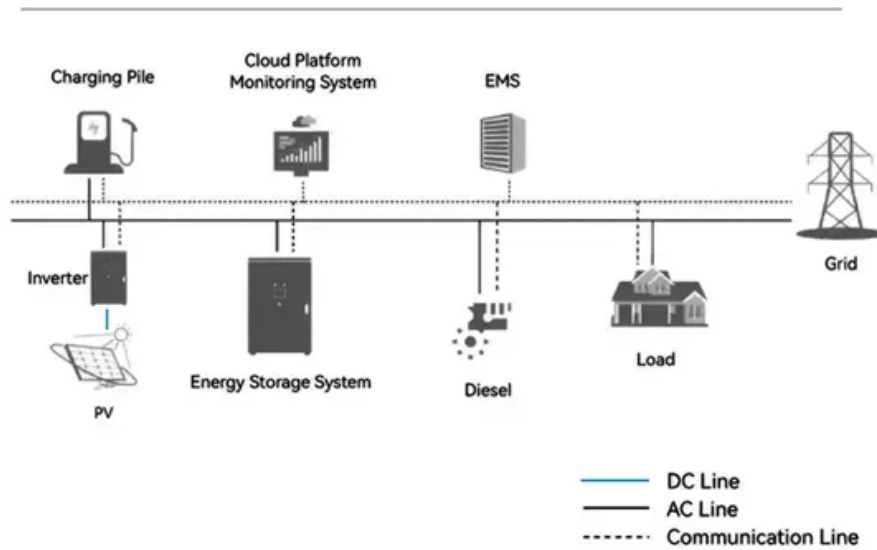 Cloud Platform
Monitoring System
Charging Pile
EMS
Grid
Inverter
Energy Storage System
Load
Diesel
PV
DC Line
AC Line
Communication Line